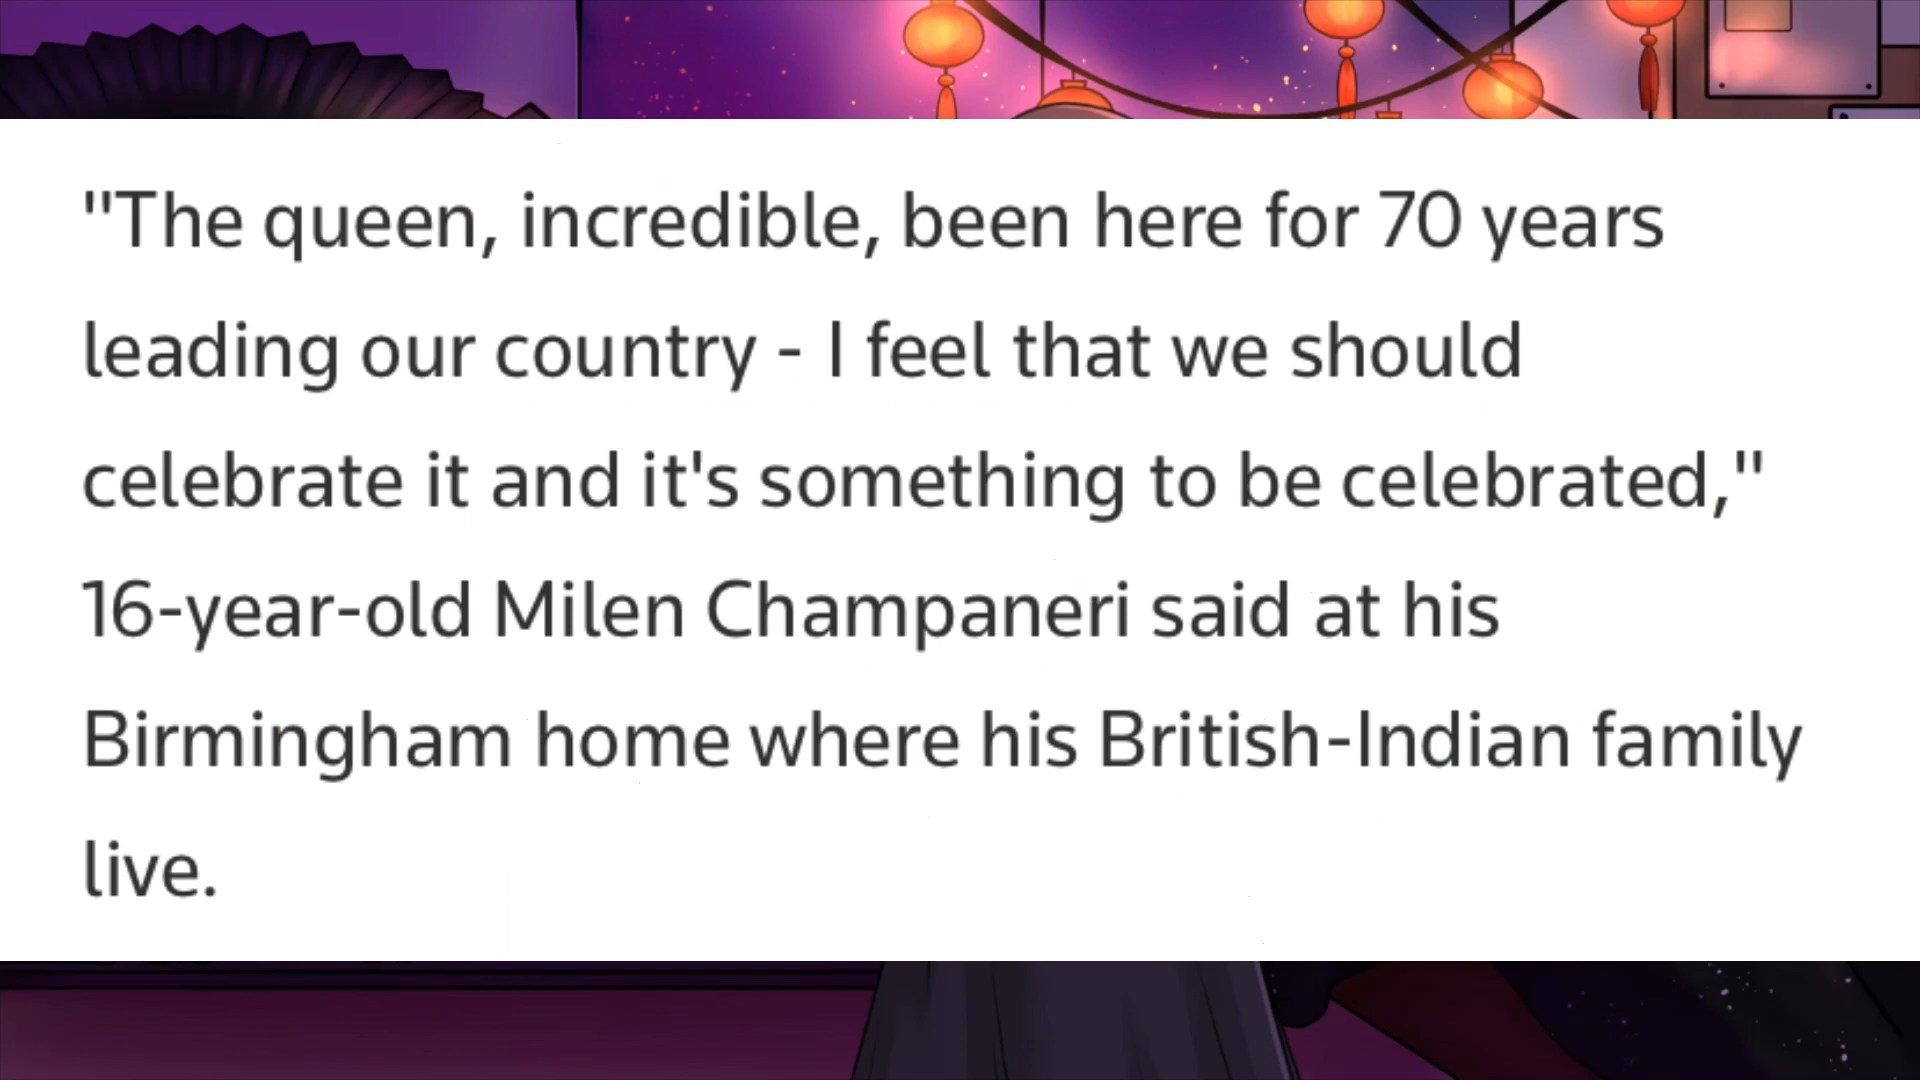 "The queen, incredible, been here for 70 years
leading our country - I feel that we should
celebrate it and it's something to be celebrated,"
16-year-old Milen Champaneri said at his
Birmingham home where his British-Indian family
live.